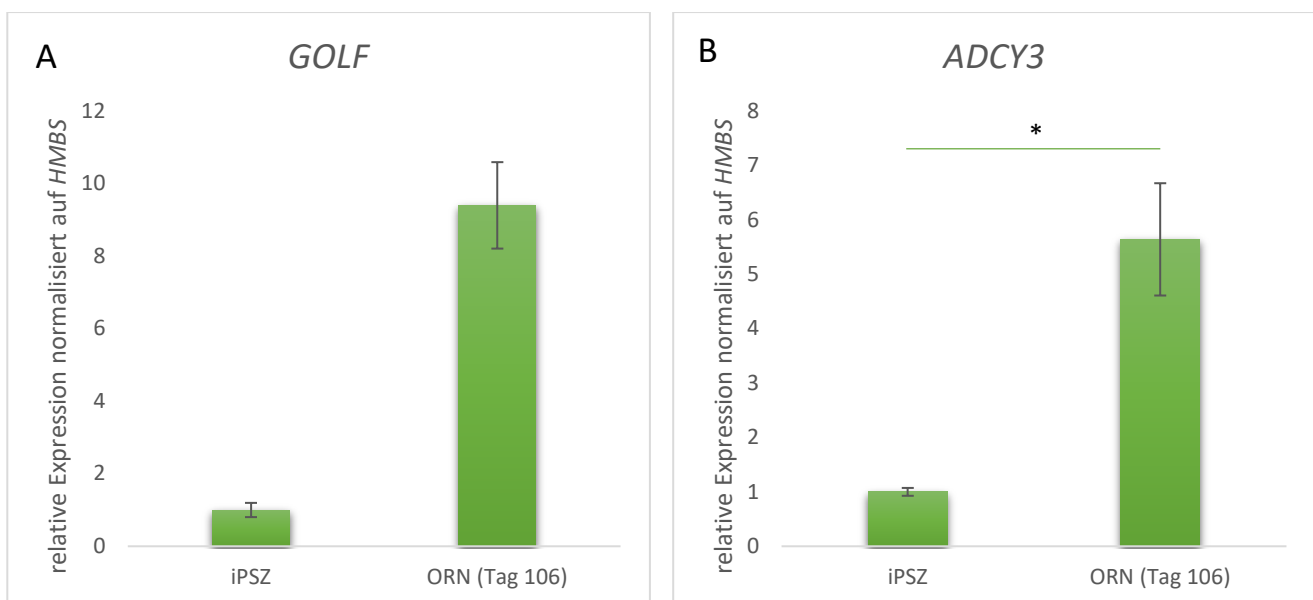 A
GOLF
relative Expression normalisiert auf HMBS
12
10
8
6
4
2
0
iPSZ
ORN (Tag 106)
B
ADCY3
relative Expression normalisiert auf HMBS
8
7
6
5
4
3
2
1
0
*
iPSZ
ORN (Tag 106)